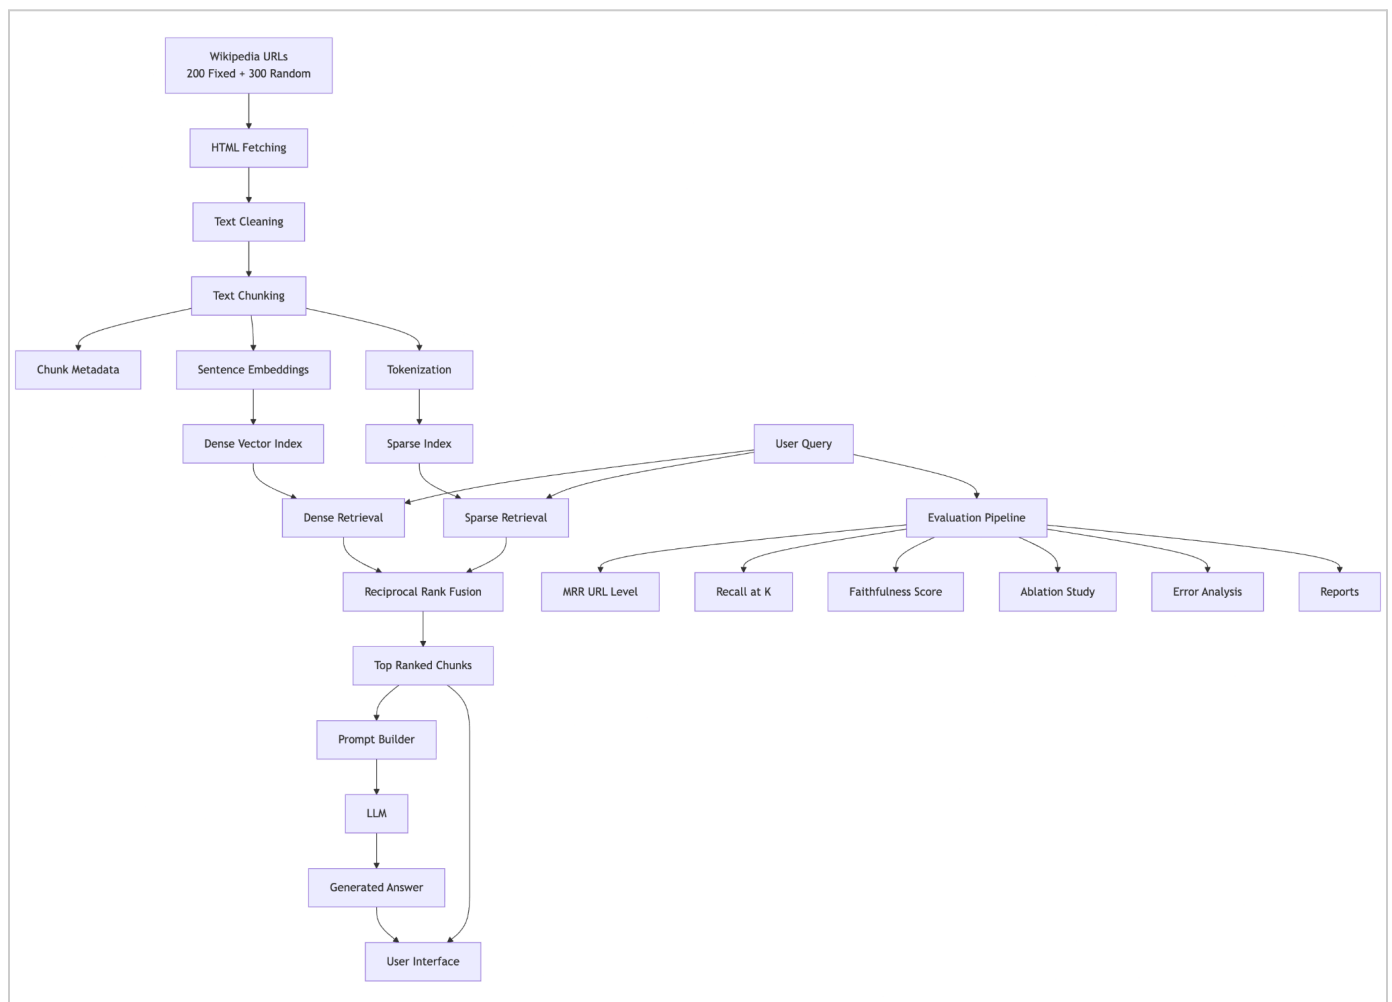 Wikipedia URLs
200 Fixed + 300 Random
HTML Fetching
Text Cleaning
Text Chunking
Chunk Metadata
Sentence Embeddings
Tokenization
Dense Vector Index
Sparse Index
User Query
Dense Retrieval
Sparse Retrieval
Evaluation Pipeline
Reciprocal Rank Fusion
MRR URL Level
Recall at K
Faithfulness Score
Ablation Study
Error Analysis
Reports
Top Ranked Chunks
Prompt Builder
LLM
Generated Answer
User Interface